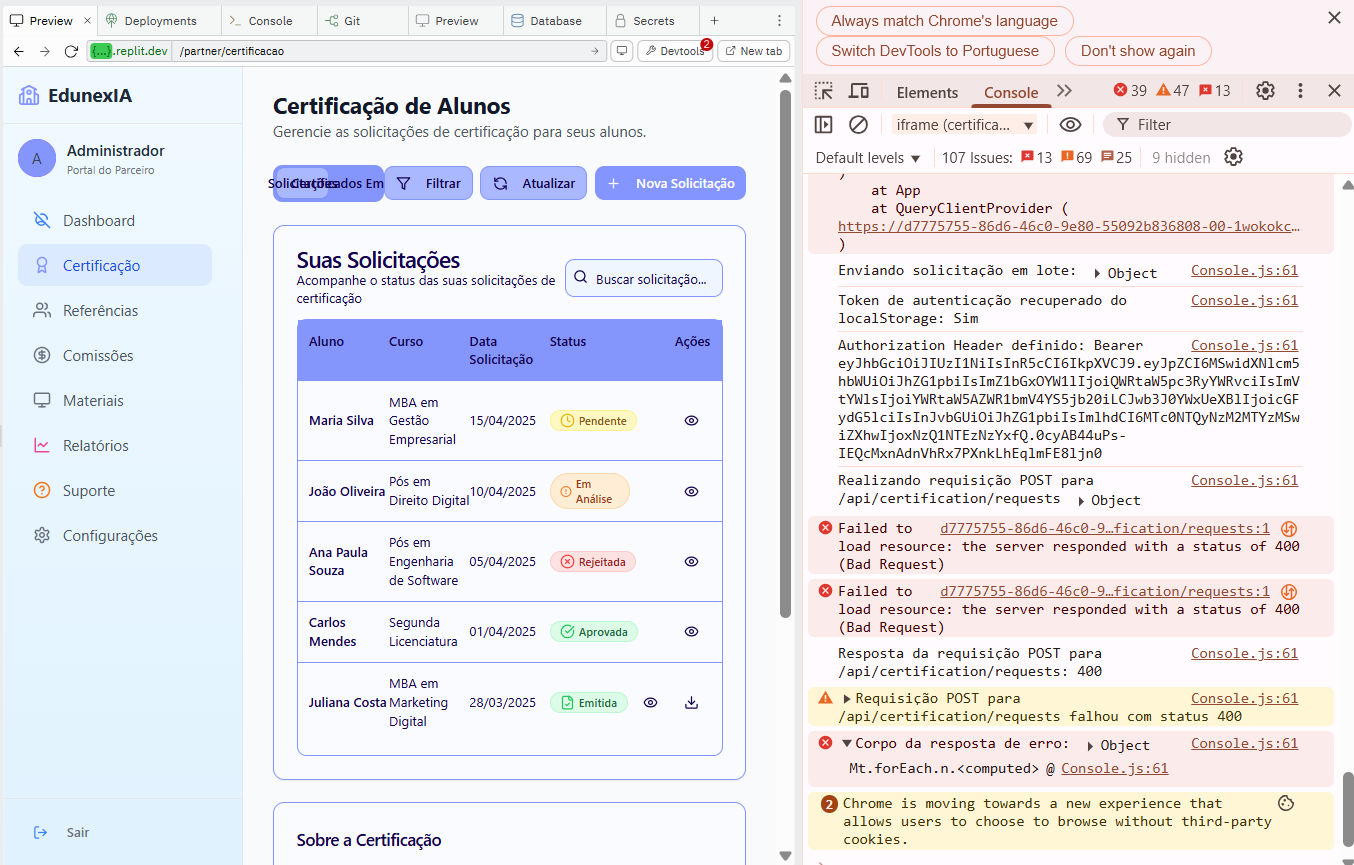 Preview
Deployments
Console
Git
Preview
Database
Secrets
{...}.replit.dev
/partner/certificacao
Devtools
2
New tab
EdunexIA
A
Administrador
Portal do Parceiro
Dashboard
Certificação
Referências
Comissões
Materiais
Relatórios
Suporte
Configurações
Sair
Certificação de Alunos
Gerencie as solicitações de certificação para seus alunos.
Solicitações
Certificados Em
Filtrar
Atualizar
Nova Solicitação
Suas Solicitações
Acompanhe o status das suas solicitações de
certificação
Buscar solicitação...
Aluno Curso Data Solicitação Status Ações
Maria Silva MBA em Gestão Empresarial 15/04/2025 Pendente
João Oliveira Pós em Direito Digital 10/04/2025 Em Análise
Ana Paula Souza Pós em Engenharia de Software 05/04/2025 Rejeitada
Carlos Mendes Segunda Licenciatura 01/04/2025 Aprovada
Juliana Costa MBA em Marketing Digital 28/03/2025 Emitida
Sobre a Certificação
Always match Chrome's language
Switch DevTools to Portuguese
Don't show again
Elements
Console
39 47 13
iframe (certifica...
Filter
Default levels
107 Issues: 13 69 25
9 hidden
)
at App
at QueryClientProvider (
https://d7775755-86d6-46c0-9e80-55092b836808-00-1wokokc…
)
Enviando solicitação em lote: Object Console.js:61
Token de autenticação recuperado do Console.js:61
localStorage: Sim
Authorization Header definido: Bearer Console.js:61
eyJhbGciOiJIUzI1NiIsInR5cCI6IkpXVCJ9.eyJpZCI6MSwidXNlcm5
hbWUiOiJhZG1pbiIsImZ1bGxOYW1lIjoiQWRtaW5pc3RyYWRvciIsImV
tYWlsIjoiYWRtaW5AZWR1bmV4YS5jb20iLCJwb3J0YWxUeXBlIjoicGF
ydG5lciIsInJvbGUiOiJhZG1pbiIsImlhdCI6MTc0NTQyNzM2MTYzMSw
iZXhwIjoxNzQ1NTEzNzYxfQ.0cyAB44uPs-
IEQcMxnAdnVhRx7PXnkLhEqlmFE8ljn0
Realizando requisição POST para Console.js:61
/api/certification/requests Object
Failed to d7775755-86d6-46c0-9…fication/requests:1
load resource: the server responded with a status of 400
(Bad Request)
Failed to d7775755-86d6-46c0-9…fication/requests:1
load resource: the server responded with a status of 400
(Bad Request)
Resposta da requisição POST para Console.js:61
/api/certification/requests: 400
Requisição POST para Console.js:61
/api/certification/requests falhou com status 400
Corpo da resposta de erro: Object Console.js:61
Mt.forEach.n.<computed> @ Console.js:61
2 Chrome is moving towards a new experience that
allows users to choose to browse without third-party
cookies.